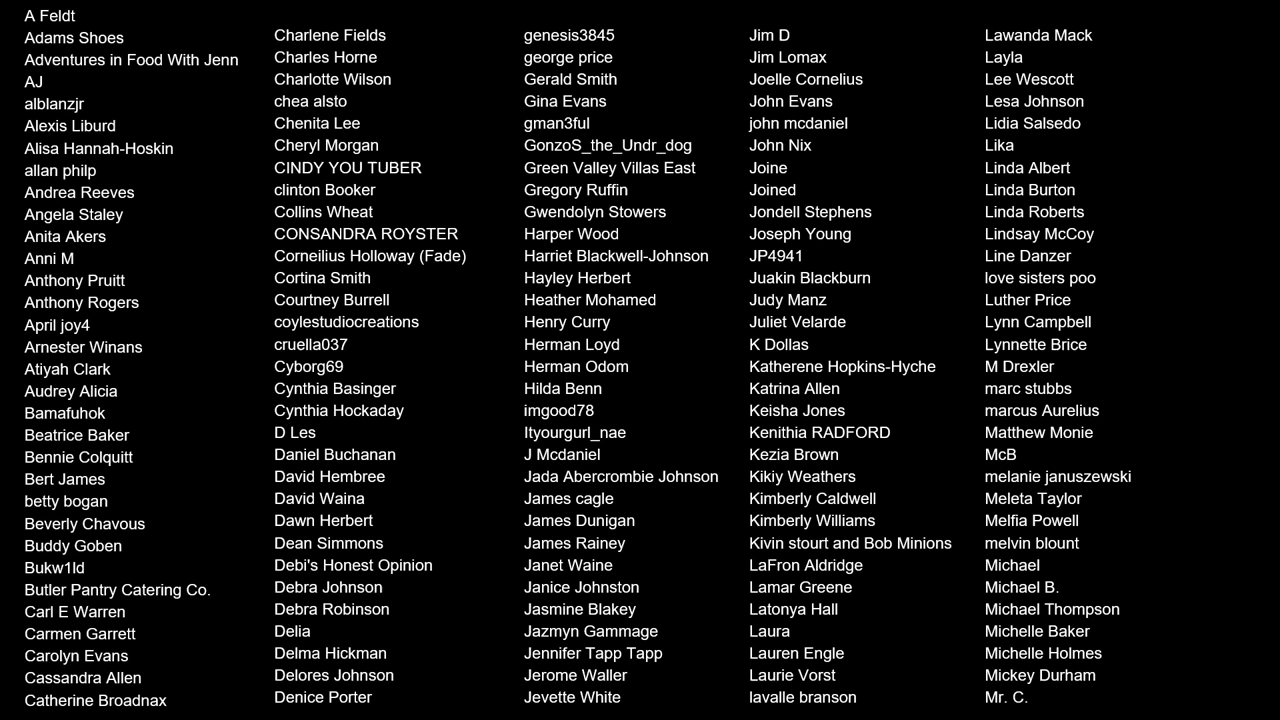 A Feldt
Adams Shoes
Adventures in Food With Jenn
AJ
alblanzjr
Alexis Liburd
Alisa Hannah-Hoskin
allan philp
Andrea Reeves
Angela Staley
Anita Akers
Anni M
Anthony Pruitt
Anthony Rogers
April joy4
Arnester Winans
Atiyah Clark
Audrey Alicia
Bamafuhok
Beatrice Baker
Bennie Colquitt
Bert James
betty bogan
Beverly Chavous
Buddy Goben
Bukw1ld
Butler Pantry Catering Co.
Carl E Warren
Carmen Garrett
Carolyn Evans
Cassandra Allen
Catherine Broadnax
Charlene Fields
Charles Horne
Charlotte Wilson
chea alsto
Chenita Lee
Cheryl Morgan
CINDY YOU TUBER
clinton Booker
Collins Wheat
CONSANDRA ROYSTER
Corneilius Holloway (Fade)
Cortina Smith
Courtney Burrell
coylestudiocreations
cruella037
Cyborg69
Cynthia Basinger
Cynthia Hockaday
D Les
Daniel Buchanan
David Hembree
David Waina
Dawn Herbert
Dean Simmons
Debi's Honest Opinion
Debra Johnson
Debra Robinson
Delia
Delma Hickman
Delores Johnson
Denice Porter
genesis3845
george price
Gerald Smith
Gina Evans
gman3ful
GonzoS_the_Undr_dog
Green Valley Villas East
Gregory Ruffin
Gwendolyn Stowers
Harper Wood
Harriet Blackwell-Johnson
Hayley Herbert
Heather Mohamed
Henry Curry
Herman Loyd
Herman Odom
Hilda Benn
imgood78
Ityourgurl_nae
J Mcdaniel
Jada Abercrombie Johnson
James cagle
James Dunigan
James Rainey
Janet Waine
Janice Johnston
Jasmine Blakey
Jazmyn Gammage
Jennifer Tapp Tapp
Jerome Waller
Jevette White
Jim D
Jim Lomax
Joelle Cornelius
John Evans
john mcdaniel
John Nix
Joine
Joined
Jondell Stephens
Joseph Young
JP4941
Juakin Blackburn
Judy Manz
Juliet Velarde
K Dollas
Katherene Hopkins-Hyche
Katrina Allen
Keisha Jones
Kenithia RADFORD
Kezia Brown
Kikiy Weathers
Kimberly Caldwell
Kimberly Williams
Kivin stourt and Bob Minions
LaFron Aldridge
Lamar Greene
Latonya Hall
Laura
Lauren Engle
Laurie Vorst
lavalle branson
Lawanda Mack
Layla
Lee Wescott
Lesa Johnson
Lidia Salsedo
Lika
Linda Albert
Linda Burton
Linda Roberts
Lindsay McCoy
Line Danzer
love sisters poo
Luther Price
Lynn Campbell
Lynnette Brice
M Drexler
marc stubbs
marcus Aurelius
Matthew Monie
McB
melanie januszewski
Meleta Taylor
Melfia Powell
melvin blount
Michael
Michael B.
Michael Thompson
Michelle Baker
Michelle Holmes
Mickey Durham
Mr. C.